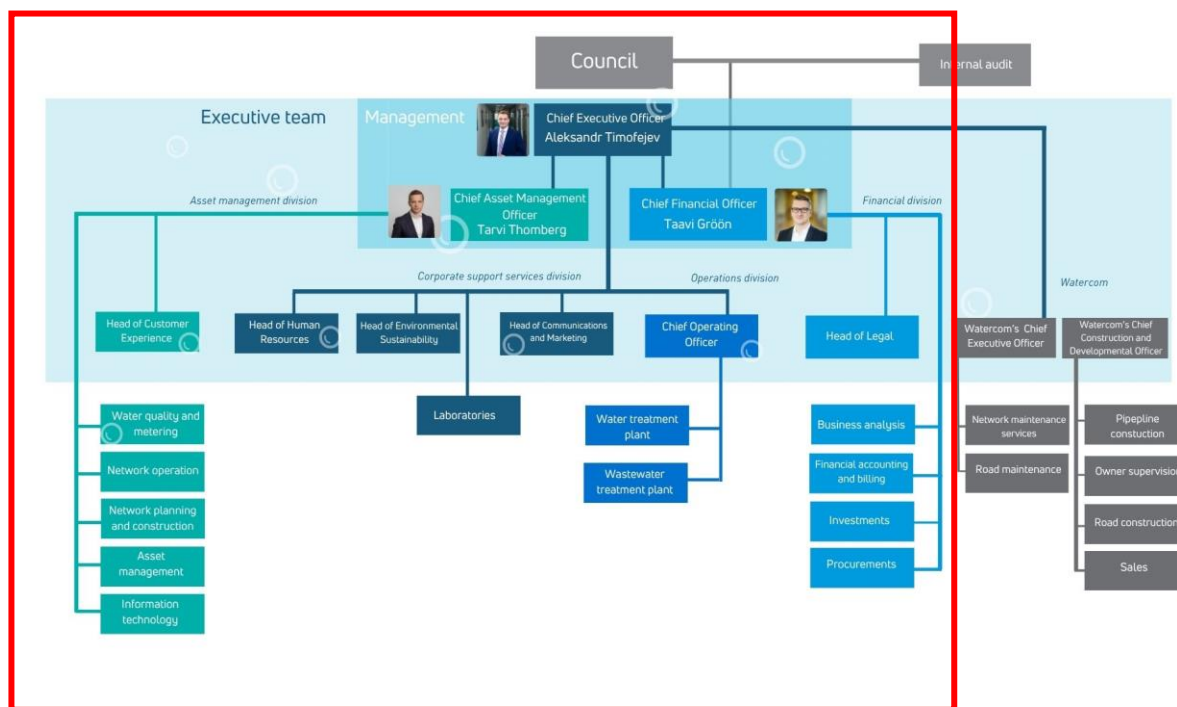 Council
Internal audit
Executive team
Management
Chief Executive Officer
Aleksandr Timofejev
Asset management division
Chief Asset Management
Officer
Tarvi Thomberg
Chief Financial Officer
Taavi Gröön
Financial division
Corporate support services division
Operations division
Watercom
Head of Customer
Experience
Head of Human
Resources
Head of Environmental
Sustainability
Head of Communications
and Marketing
Chief Operating
Officer
Head of Legal
Watercom's Chief
Executive Officer
Watercom's Chief
Construction and
Developmental Officer
Water quality and
metering
Network operation
Network planning
and construction
Asset
management
Information
technology
Laboratories
Water treatment
plant
Wastewater
treatment plant
Business analysis
Financial accounting
and billing
Investments
Procurements
Network maintenance
services
Road maintenance
Pipepline
constuction
Owner supervision
Road construction
Sales